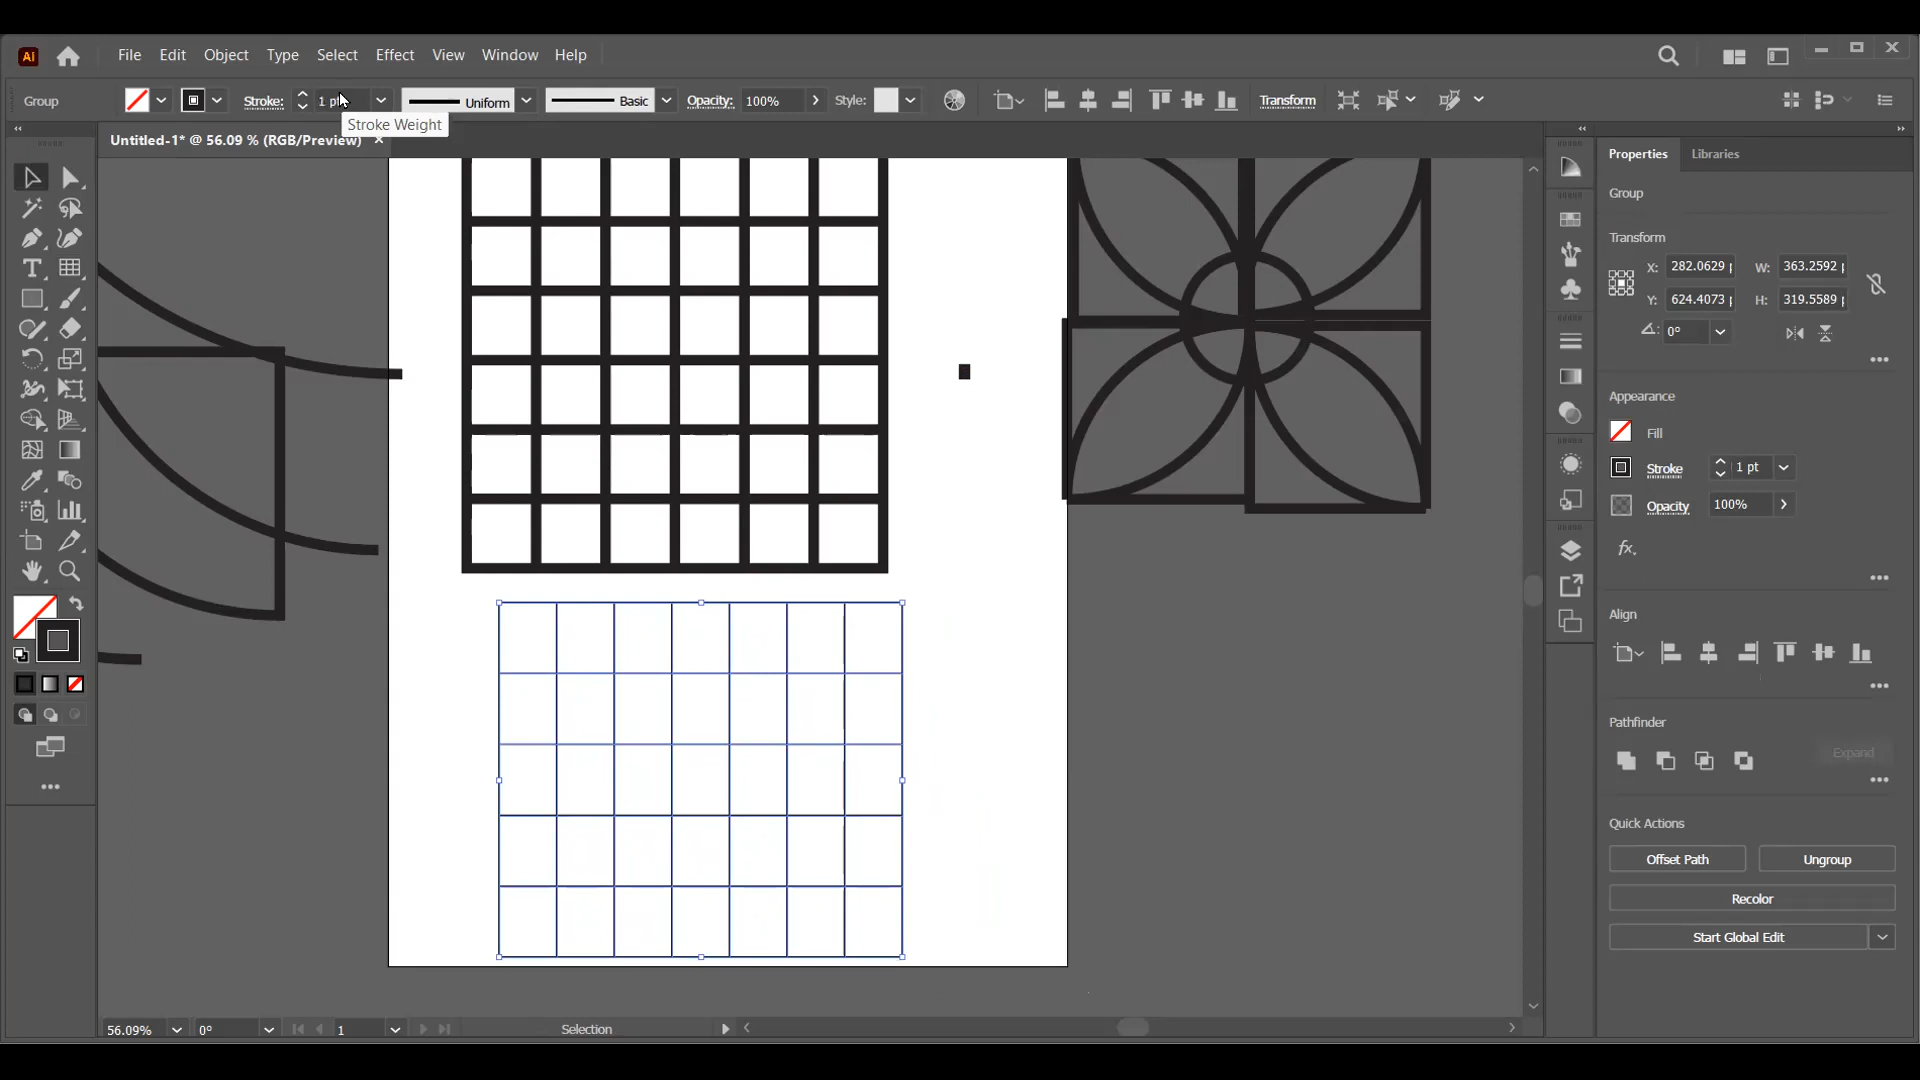 Ai File Edit Object Type Select Effect View Window Help
Group Stroke: 1 pt Uniform Basic Opacity: 100% Style: Transform
Stroke Weight
Untitled-1* @ 56.09 % (RGB/Preview) ×
Properties Libraries
Group
Transform
X: 282.0629 W: 363.2592
Y: 624.4073 H: 319.5589
0°
Appearance
Fill
Stroke 1 pt
Opacity 100%
fx.
Align
Pathfinder
Expand
Quick Actions
Offset Path Ungroup
Recolor
Start Global Edit
56.09% 0° 1 Selection